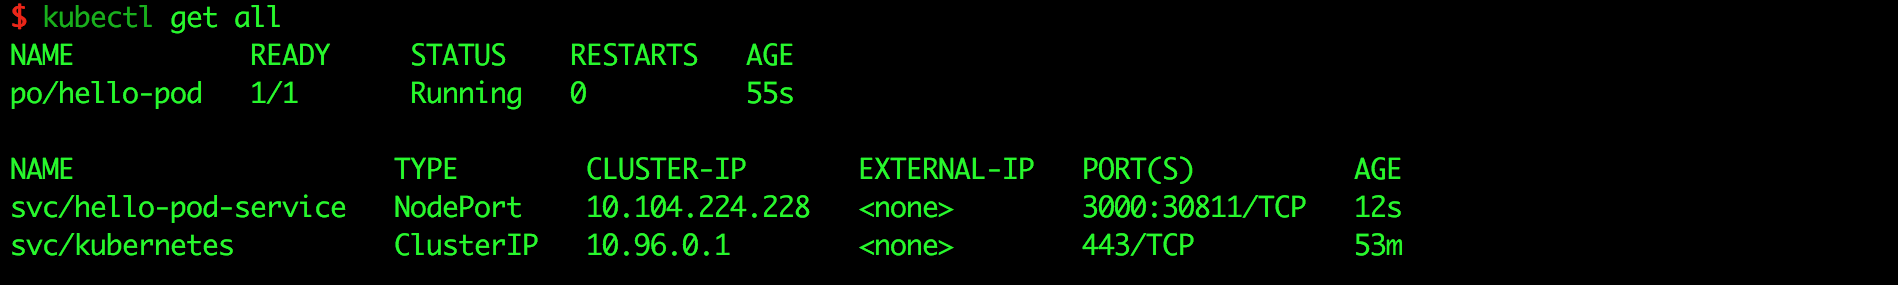 $ kubectl get all
NAME           READY     STATUS    RESTARTS   AGE
po/hello-pod   1/1       Running   0          55s

NAME                    TYPE        CLUSTER-IP       EXTERNAL-IP   PORT(S)          AGE
svc/hello-pod-service   NodePort    10.104.224.228   <none>        3000:30811/TCP   12s
svc/kubernetes          ClusterIP   10.96.0.1        <none>        443/TCP          53m